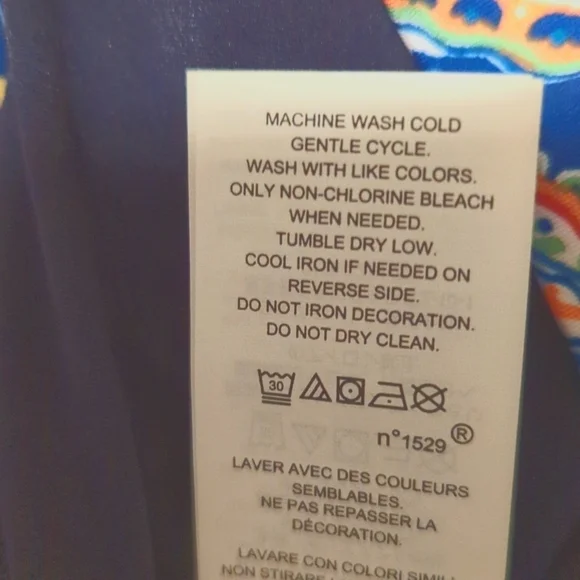 MACHINE WASH COLD
GENTLE CYCLE.
WASH WITH LIKE COLORS.
ONLY NON-CHLORINE BLEACH
WHEN NEEDED.
TUMBLE DRY LOW.
COOL IRON IF NEEDED ON
REVERSE SIDE.
DO NOT IRON DECORATION.
DO NOT DRY CLEAN.
30
n°1529 ®
LAVER AVEC DES COULEURS
SEMBLABLES.
NE PAS REPASSER LA
DÉCORATION.
LAVARE CON COLORI
NON STIRARE